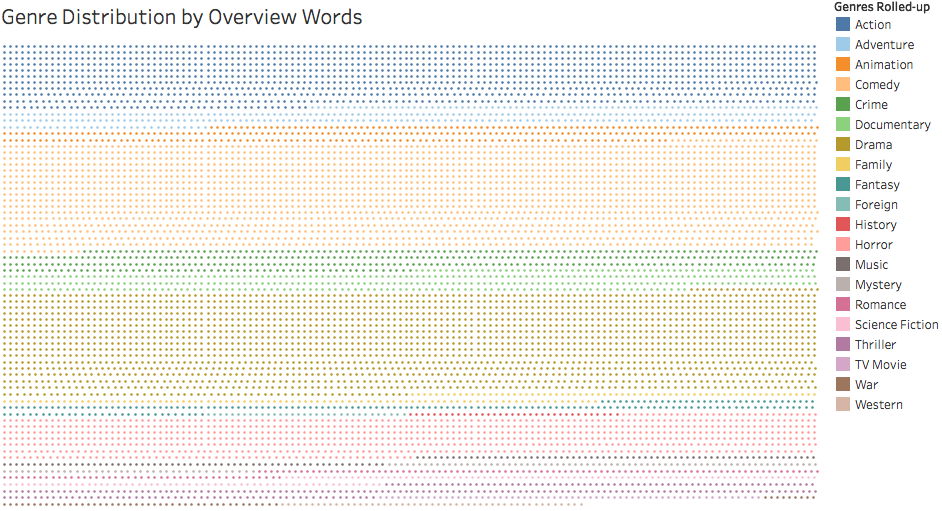 Genre Distribution by Overview Words
Genres Rolled-up
Action
Adventure
Animation
Comedy
Crime
Documentary
Drama
Family
Fantasy
Foreign
History
Horror
Music
Mystery
Romance
Science Fiction
Thriller
TV Movie
War
Western